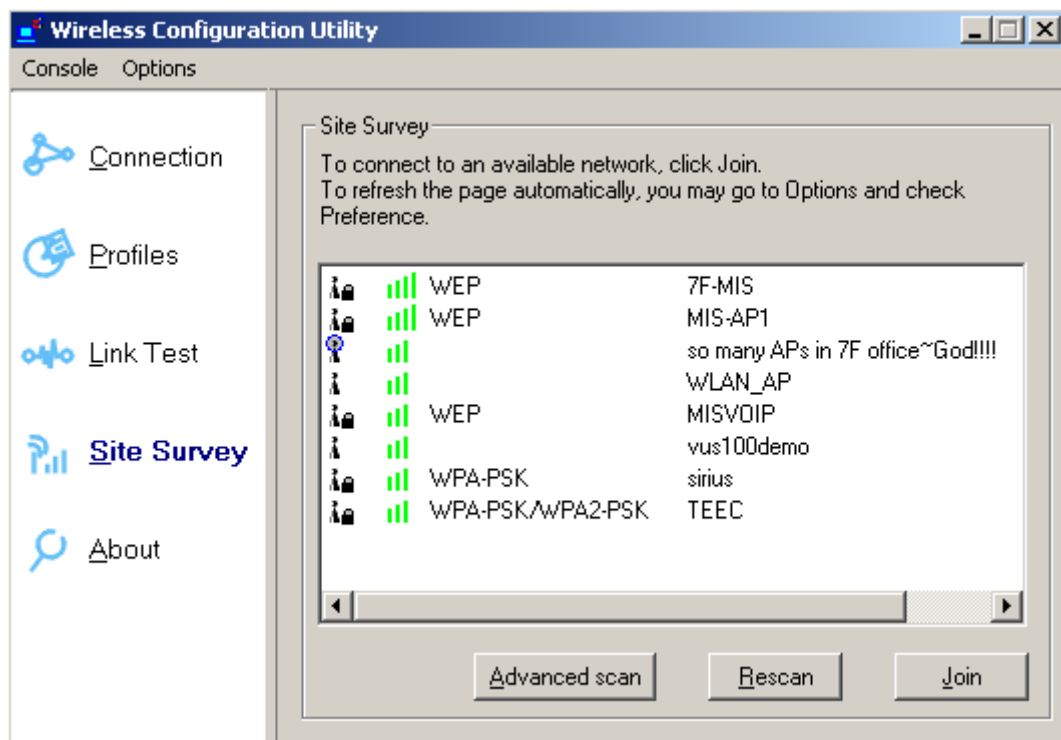 Wireless Configuration Utility
Console Options
Connection
Profiles
Link Test
Site Survey
About
Site Survey
To connect to an available network, click Join.
To refresh the page automatically, you may go to Options and check
Preference.
WEP 7F-MIS
WEP MIS-AP1
so many APs in 7F office~God!!!!
WLAN_AP
WEP MISVOIP
vus100demo
WPA-PSK sirius
WPA-PSK/WPA2-PSK TEEC
Advanced scan Rescan Join